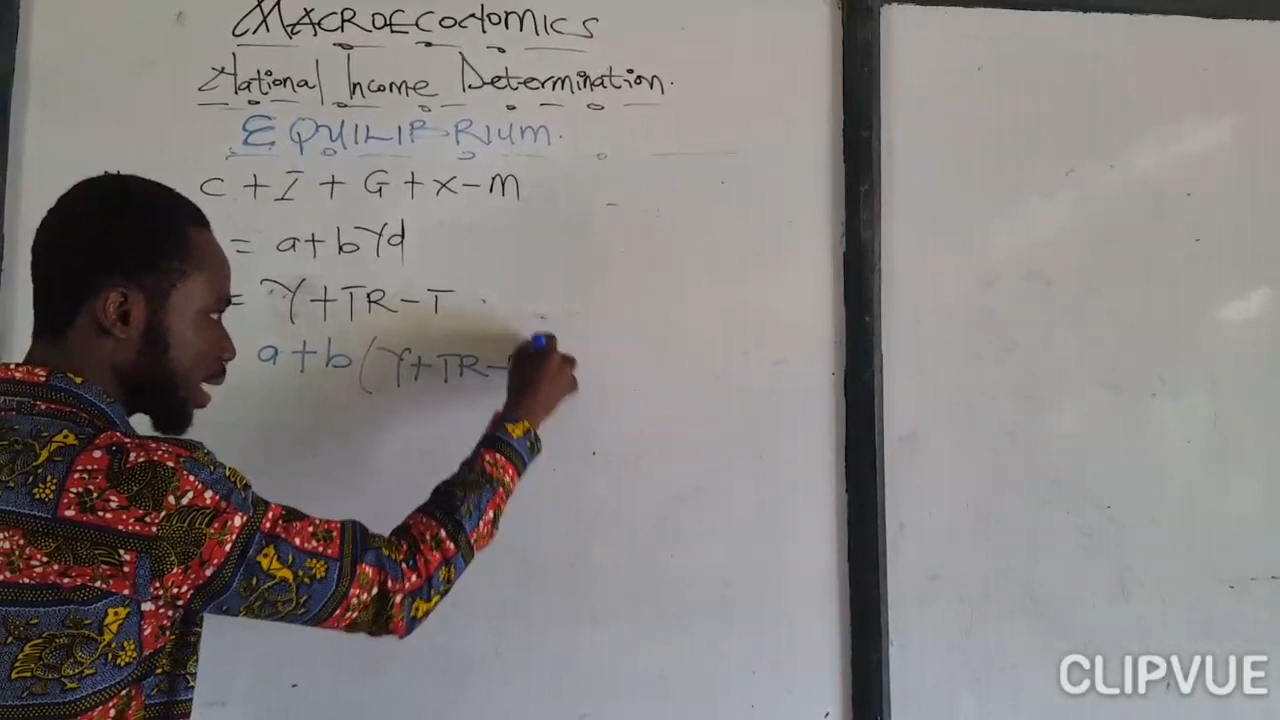 MACROECONOMICS
National Income Determination.
EQUILIBRIUM.
C + I + G + X - M
= a + bYd
= Y + TR - T
a + b (Y + TR -
CLIPVUE